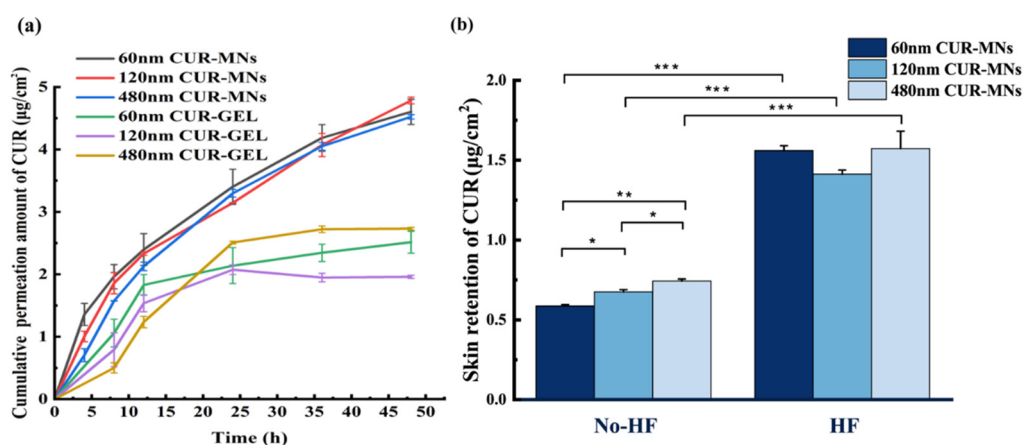 (a)
60nm CUR-MNs
120nm CUR-MNs
480nm CUR-MNs
60nm CUR-GEL
120nm CUR-GEL
480nm CUR-GEL
Cumulative permeation amount of CUR (μg/cm²)
5
4
3
2
1
0
0 5 10 15 20 25 30 35 40 45 50
Time (h)
(b)
60nm CUR-MNs
120nm CUR-MNs
480nm CUR-MNs
Skin retention of CUR(μg/cm²)
2.0
1.5
1.0
0.5
0.0
***
***
***
**
*
*
No-HF HF